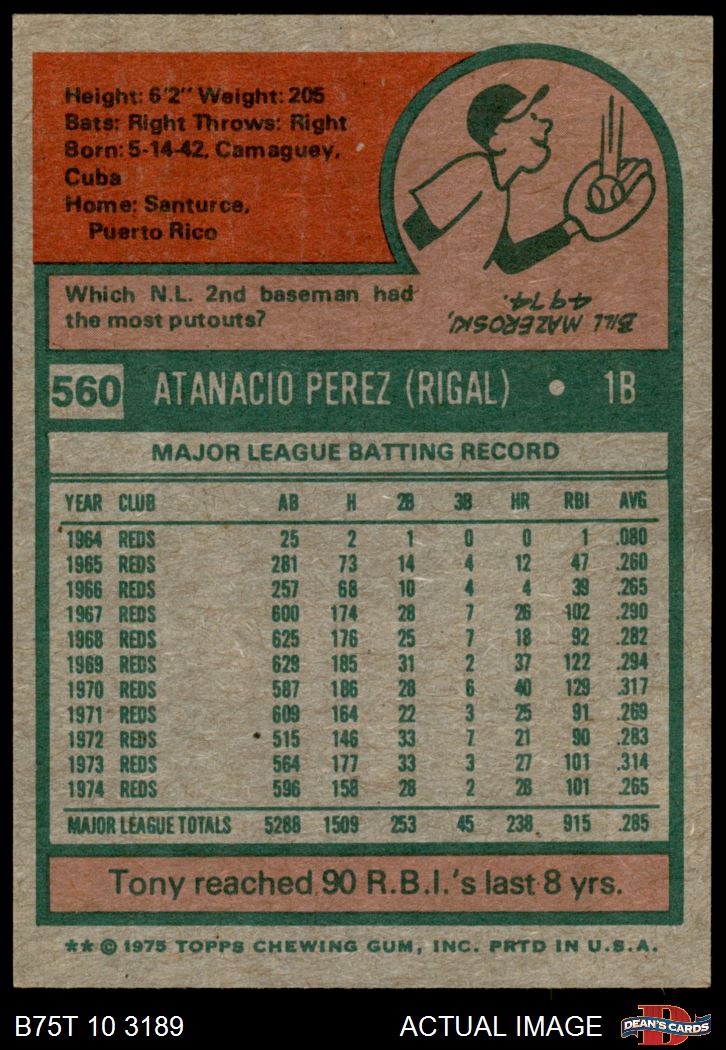 Height: 6'2" Weight: 205
Bats: Right Throws: Right
Born: 5-14-42, Camaguey,
Cuba
Home: Santurce,
Puerto Rico
Which N.L. 2nd baseman had
the most putouts?
BILL MAZEROSKI,
4974.
560 ATANACIO PEREZ (RIGAL) • 1B
MAJOR LEAGUE BATTING RECORD
YEAR CLUB AB H 2B 3B HR RBI AVG
1964 REDS 25 2 1 0 0 1 .080
1965 REDS 281 73 14 4 12 47 .260
1966 REDS 257 68 10 4 4 39 .265
1967 REDS 600 174 28 7 26 102 .290
1968 REDS 625 176 25 7 18 92 .282
1969 REDS 629 185 31 2 37 122 .294
1970 REDS 587 186 28 6 40 129 .317
1971 REDS 609 164 22 3 25 91 .269
1972 REDS 515 146 33 7 21 90 .283
1973 REDS 564 177 33 3 27 101 .314
1974 REDS 596 158 28 2 28 101 .265
MAJOR LEAGUE TOTALS 5288 1509 253 45 238 915 .285
Tony reached 90 R.B.I.'s last 8 yrs.
** © 1975 TOPPS CHEWING GUM, INC. PRTD IN U.S.A.
B75T 10 3189 ACTUAL IMAGE
D
DEAN'S CARDS